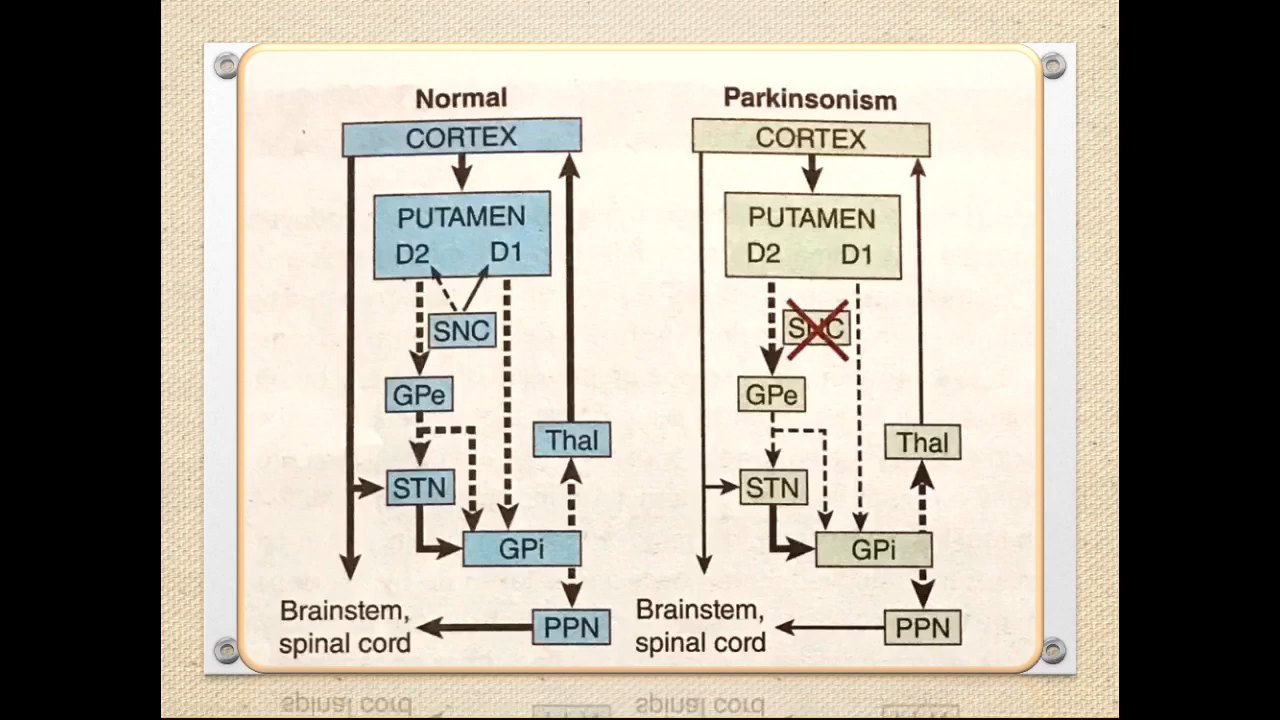 Normal
CORTEX
PUTAMEN
D2 D1
SNC
GPe
Thal
STN
GPi
Brainstem,
spinal cord
PPN
Parkinsonism
CORTEX
PUTAMEN
D2 D1
SNC
GPe
Thal
STN
GPi
Brainstem,
spinal cord
PPN